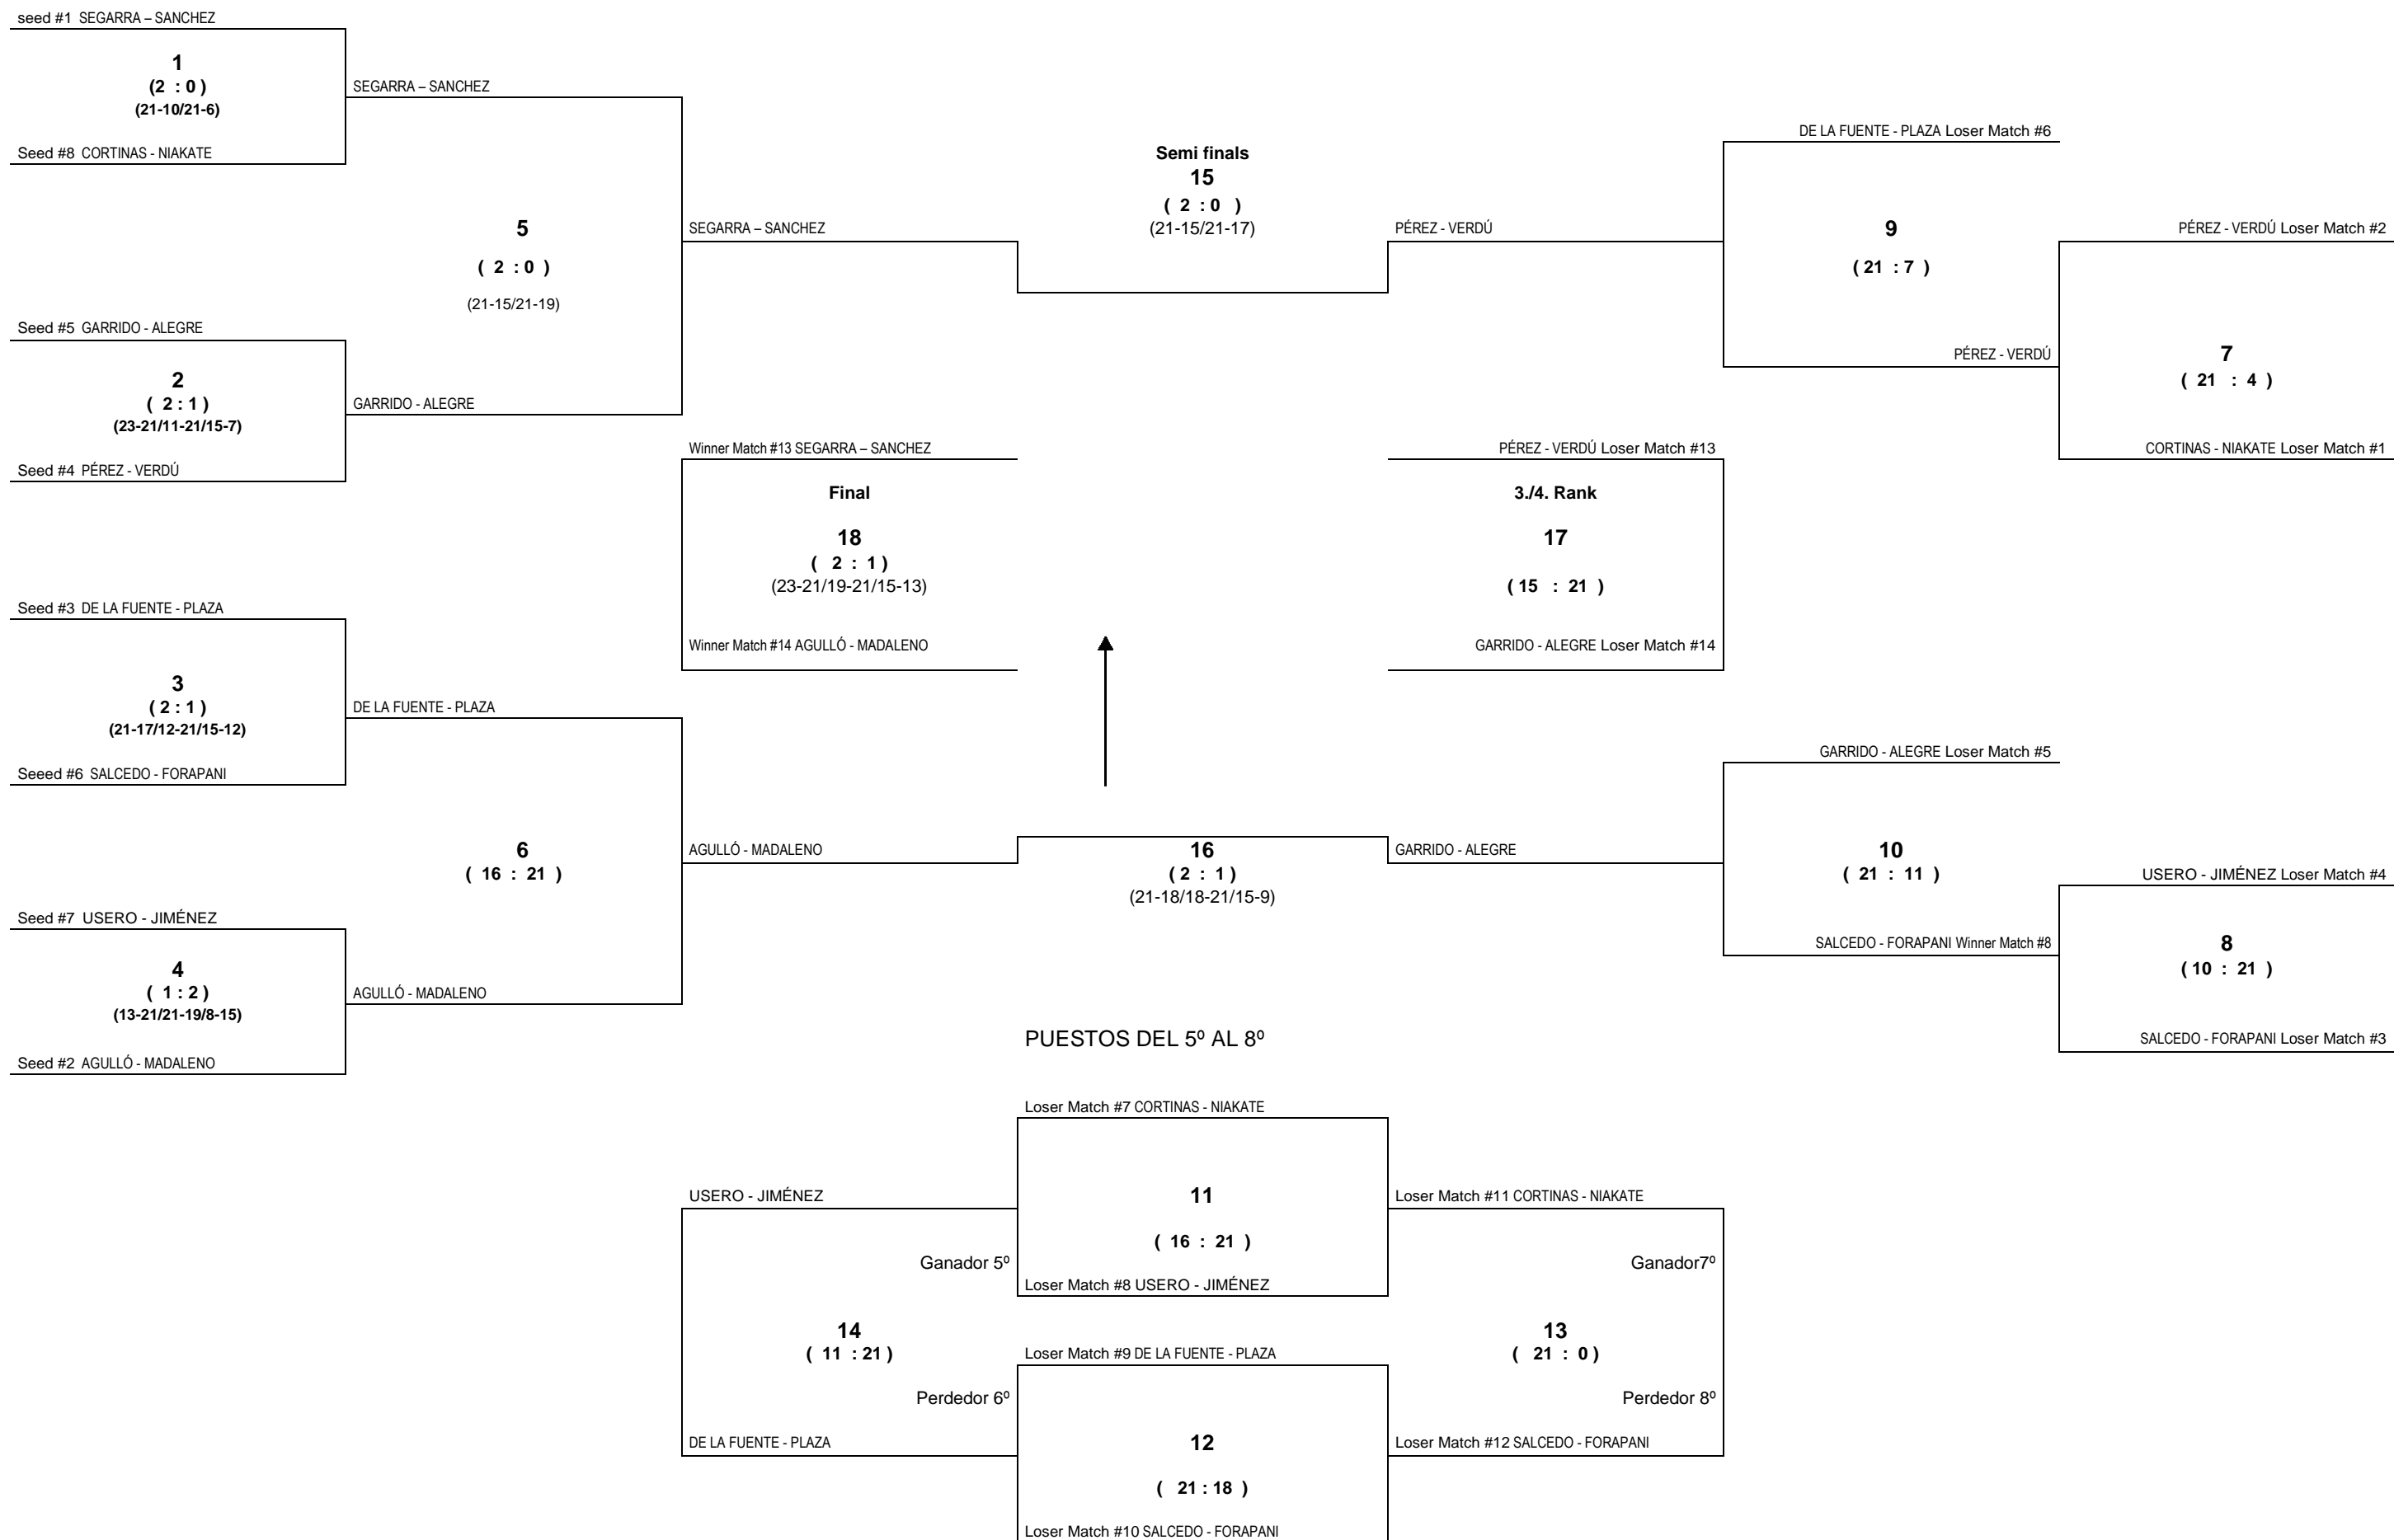 seed #1 SEGARRA – SANCHEZ
1
(2 : 0 )
(21-10/21-6)
Seed #8 CORTINAS - NIAKATE
SEGARRA – SANCHEZ
5
( 2 : 0 )
(21-15/21-19)
Seed #5 GARRIDO - ALEGRE
2
( 2 : 1 )
(23-21/11-21/15-7)
Seed #4 PÉREZ - VERDÚ
GARRIDO - ALEGRE
SEGARRA – SANCHEZ
Semi finals
15
( 2 : 0 )
(21-15/21-17)
PÉREZ - VERDÚ
DE LA FUENTE - PLAZA Loser Match #6
9
( 21 : 7 )
PÉREZ - VERDÚ
PÉREZ - VERDÚ Loser Match #2
7
( 21 : 4 )
CORTINAS - NIAKATE Loser Match #1
Winner Match #13 SEGARRA – SANCHEZ
Final
18
( 2 : 1 )
(23-21/19-21/15-13)
Winner Match #14 AGULLÓ - MADALENO
PÉREZ - VERDÚ Loser Match #13
3./4. Rank
17
( 15 : 21 )
GARRIDO - ALEGRE Loser Match #14
Seed #3 DE LA FUENTE - PLAZA
3
( 2 : 1 )
(21-17/12-21/15-12)
Seeed #6 SALCEDO - FORAPANI
DE LA FUENTE - PLAZA
6
( 16 : 21 )
Seed #7 USERO - JIMÉNEZ
4
( 1 : 2 )
(13-21/21-19/8-15)
Seed #2 AGULLÓ - MADALENO
AGULLÓ - MADALENO
AGULLÓ - MADALENO
16
( 2 : 1 )
(21-18/18-21/15-9)
GARRIDO - ALEGRE
GARRIDO - ALEGRE Loser Match #5
10
( 21 : 11 )
SALCEDO - FORAPANI Winner Match #8
USERO - JIMÉNEZ Loser Match #4
8
( 10 : 21 )
SALCEDO - FORAPANI Loser Match #3
PUESTOS DEL 5º AL 8º
Loser Match #7 CORTINAS - NIAKATE
11
( 16 : 21 )
Loser Match #8 USERO - JIMÉNEZ
USERO - JIMÉNEZ
Ganador 5º
14
( 11 : 21 )
Perdedor 6º
DE LA FUENTE - PLAZA
Loser Match #9 DE LA FUENTE - PLAZA
12
( 21 : 18 )
Loser Match #10 SALCEDO - FORAPANI
Loser Match #11 CORTINAS - NIAKATE
Ganador7º
13
( 21 : 0 )
Perdedor 8º
Loser Match #12 SALCEDO - FORAPANI